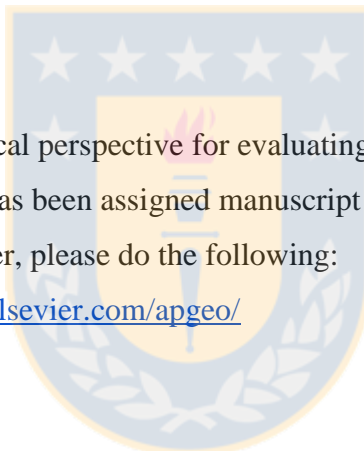 cal perspective for evaluating
as been assigned manuscript
er, please do the following:
lsevier.com/apgeo/